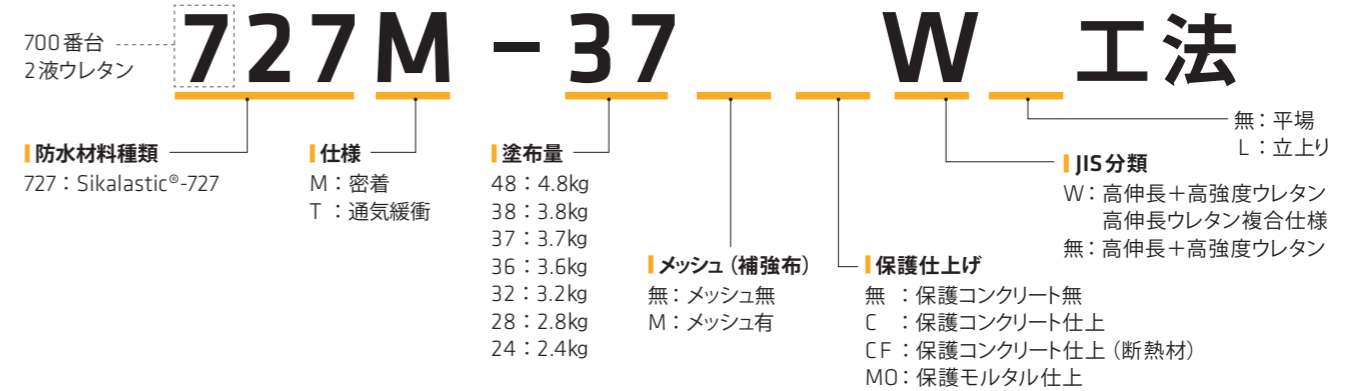 700番台
2液ウレタン
727M-37 W 工法
防水材料種類
727：Sikalastic®-727
仕様
M：密着
T：通気緩衝
塗布量
48：4.8kg
38：3.8kg
37：3.7kg
36：3.6kg
32：3.2kg
28：2.8kg
24：2.4kg
メッシュ（補強布）
無：メッシュ無
M：メッシュ有
保護仕上げ
無：保護コンクリート無
C：保護コンクリート仕上
CF：保護コンクリート仕上（断熱材）
MO：保護モルタル仕上
JIS分類
W：高伸長＋高強度ウレタン
高伸長ウレタン複合仕様
無：高伸長＋高強度ウレタン
無：平場
L：立上り